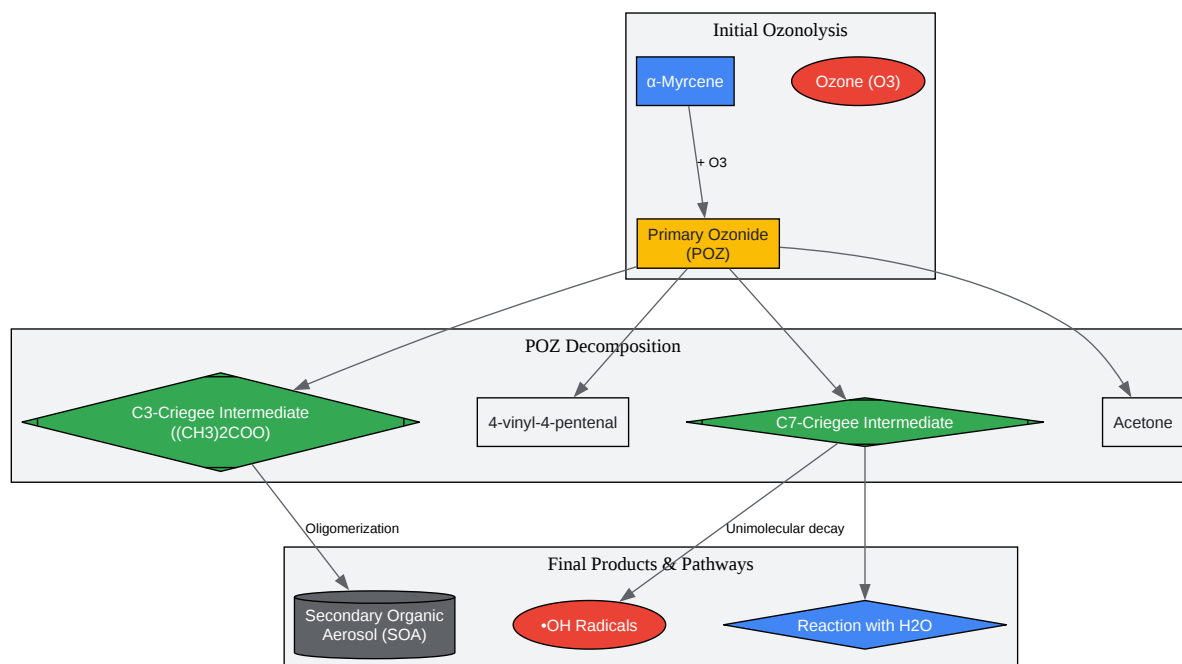 Initial Ozonolysis
α-Myrcene
Ozone (O3)
+ O3
Primary Ozonide
(POZ)
POZ Decomposition
C3-Criegee Intermediate
((CH3)2COO)
4-vinyl-4-pentenal
C7-Criegee Intermediate
Acetone
Oligomerization
Unimolecular decay
Final Products & Pathways
Secondary Organic
Aerosol (SOA)
•OH Radicals
Reaction with H2O